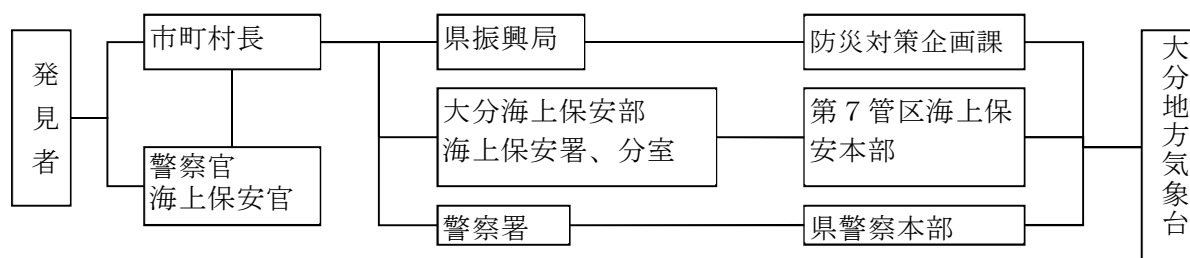 発見者
市町村長
警察官
海上保安官
県振興局
大分海上保安部
海上保安署、分室
警察署
防災対策企画課
第7管区海上保
安本部
県警察本部
大分地方気象台